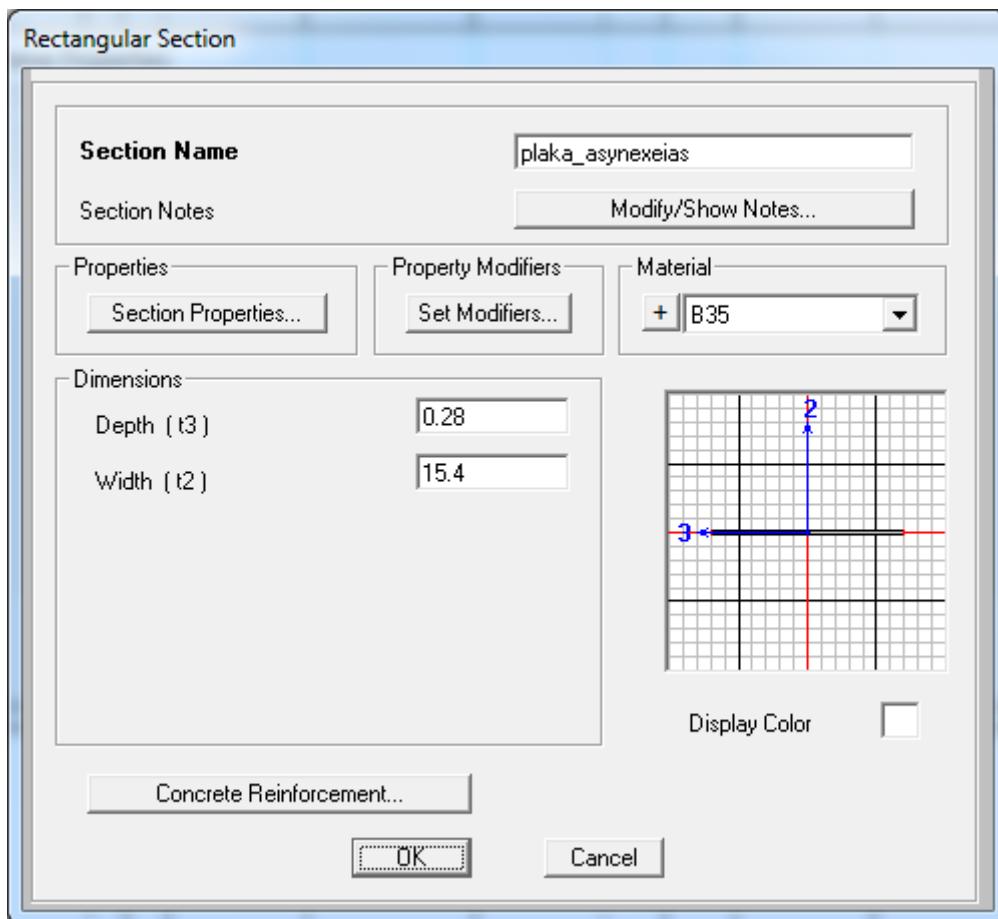 Rectangular Section
Section Name
plaka_asynexeias
Section Notes
Modify/Show Notes...
Properties
Section Properties...
Property Modifiers
Set Modifiers...
Material
+
B35
Dimensions
Depth ( t3 )
0.28
Width ( t2 )
15.4
2
3
Display Color
Concrete Reinforcement...
OK
Cancel